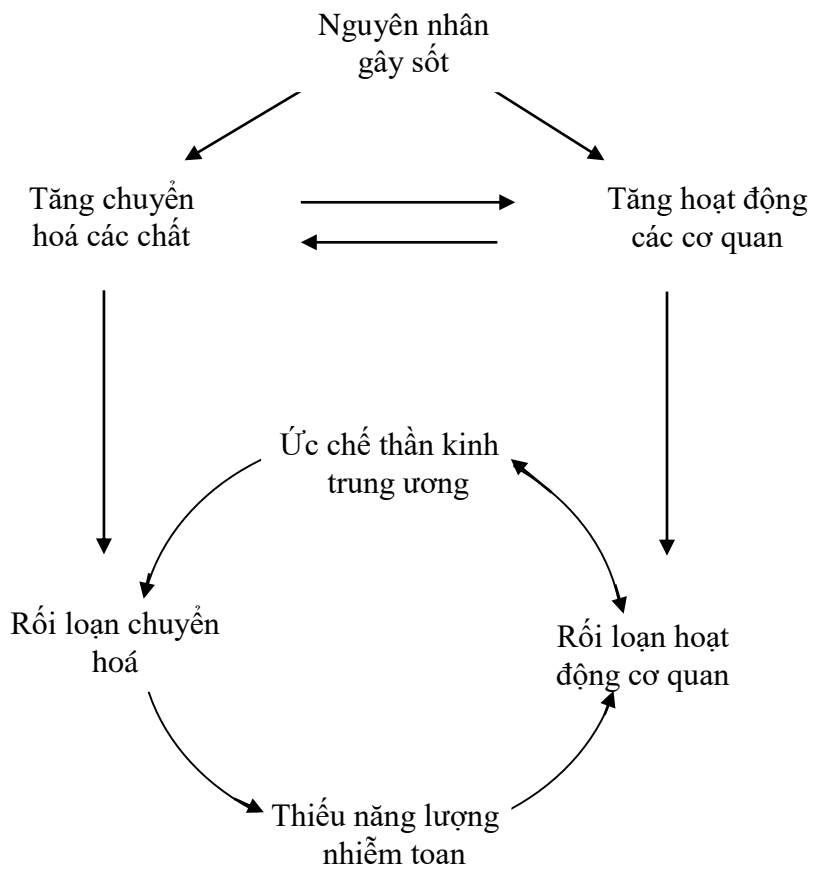 Nguyên nhân
gây sốt
Tăng chuyển
hoá các chất
Tăng hoạt động
các cơ quan
Ức chế thần kinh
trung ương
Rối loạn chuyển
hoá
Rối loạn hoạt
động cơ quan
Thiếu năng lượng
nhiễm toan